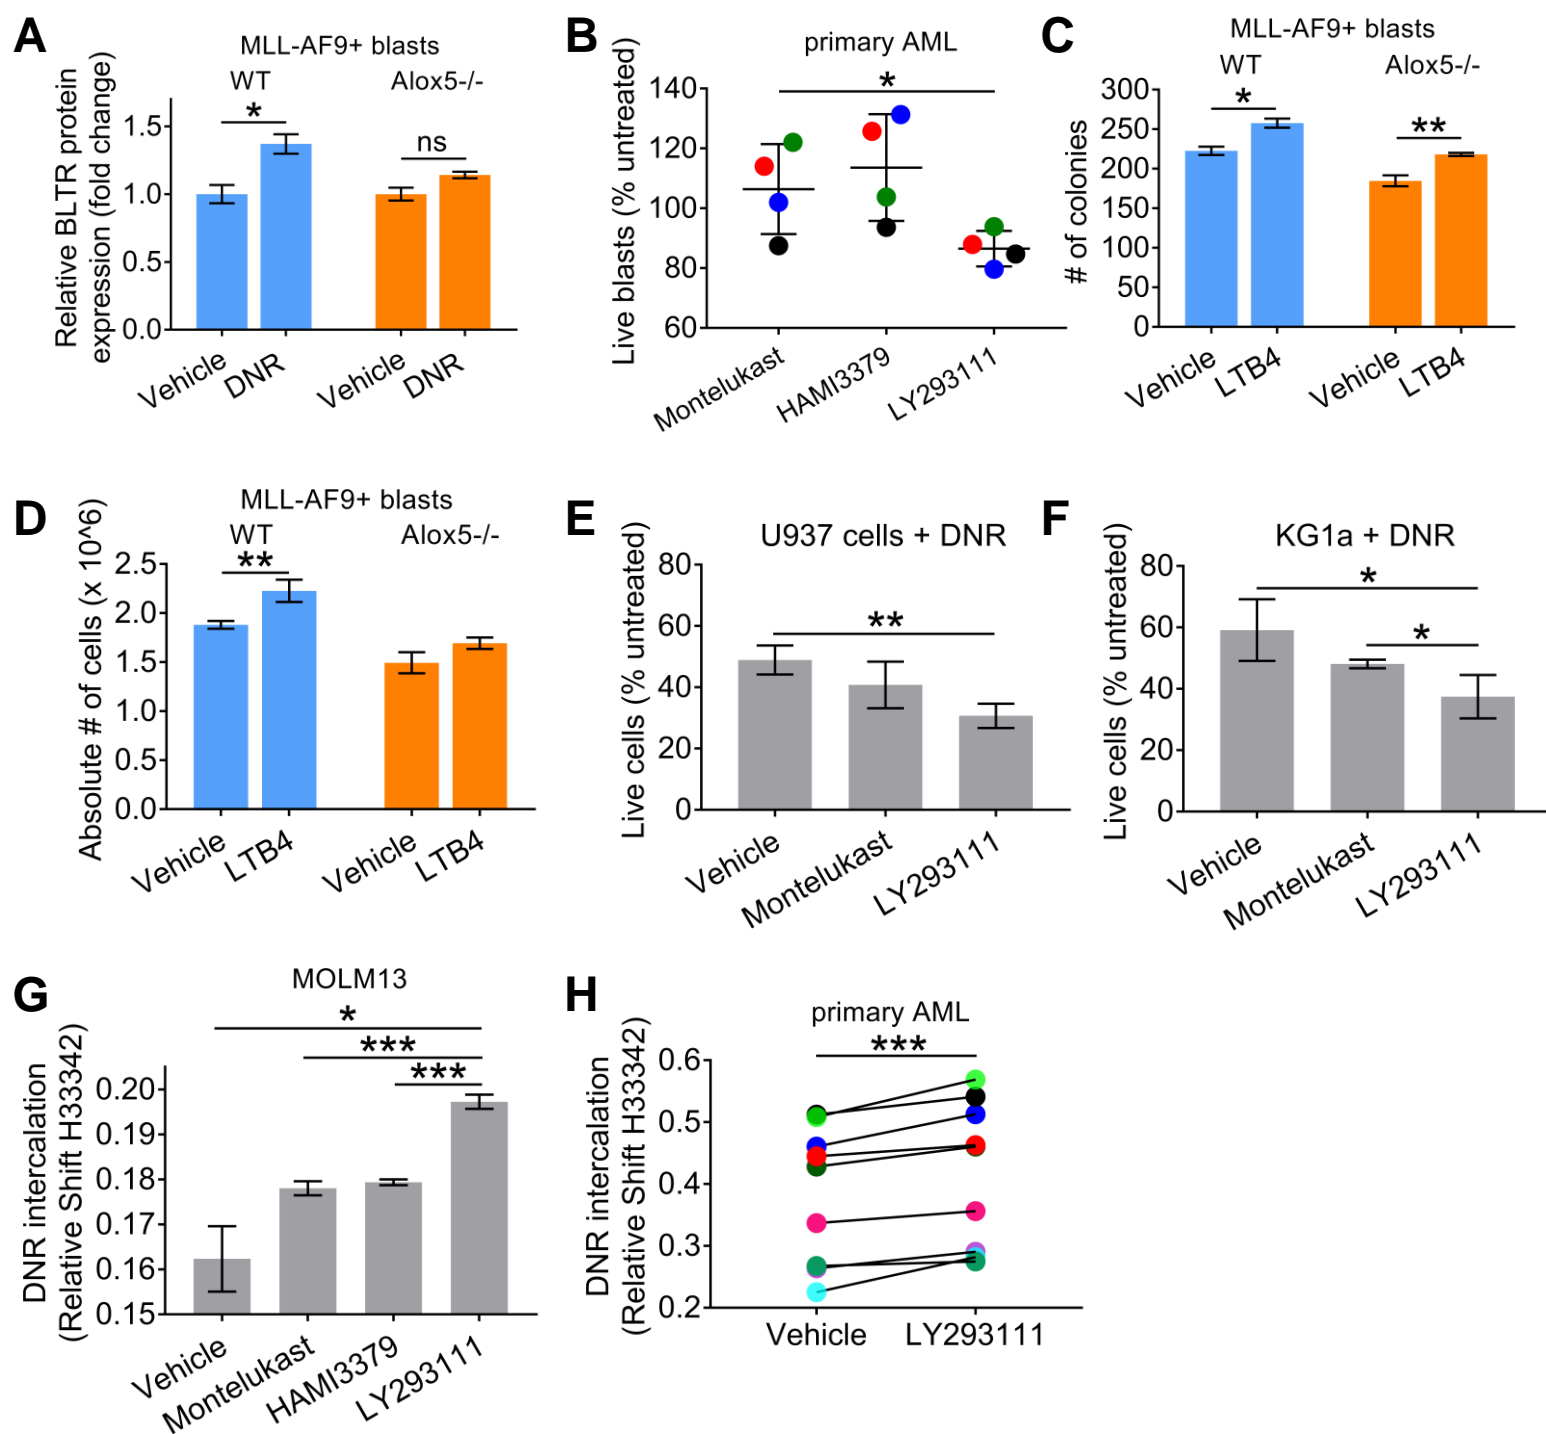 A
MLL-AF9+ blasts
WT
Alox5-/-
*
ns
Relative BLTR protein
expression (fold change)
1.5
1.0
0.5
0.0
Vehicle
DNR
Vehicle
DNR
B
primary AML
*
Live blasts (% untreated)
140
120
100
80
60
Montelukast
HAMI3379
LY293111
C
MLL-AF9+ blasts
WT
Alox5-/-
*
**
# of colonies
300
250
200
150
100
50
0
Vehicle
LTB4
Vehicle
LTB4
D
MLL-AF9+ blasts
WT
Alox5-/-
**
Absolute # of cells (x 10^6)
2.5
2.0
1.5
1.0
0.5
0.0
Vehicle
LTB4
Vehicle
LTB4
E
U937 cells + DNR
**
Live cells (% untreated)
80
60
40
20
0
Vehicle
Montelukast
LY293111
F
KG1a + DNR
*
*
Live cells (% untreated)
80
60
40
20
0
Vehicle
Montelukast
LY293111
G
MOLM13
*
***
***
DNR intercalation
(Relative Shift H33342)
0.20
0.19
0.18
0.17
0.16
0.15
Vehicle
Montelukast
HAMI3379
LY293111
H
primary AML
***
DNR intercalation
(Relative Shift H33342)
0.6
0.5
0.4
0.3
0.2
Vehicle
LY293111